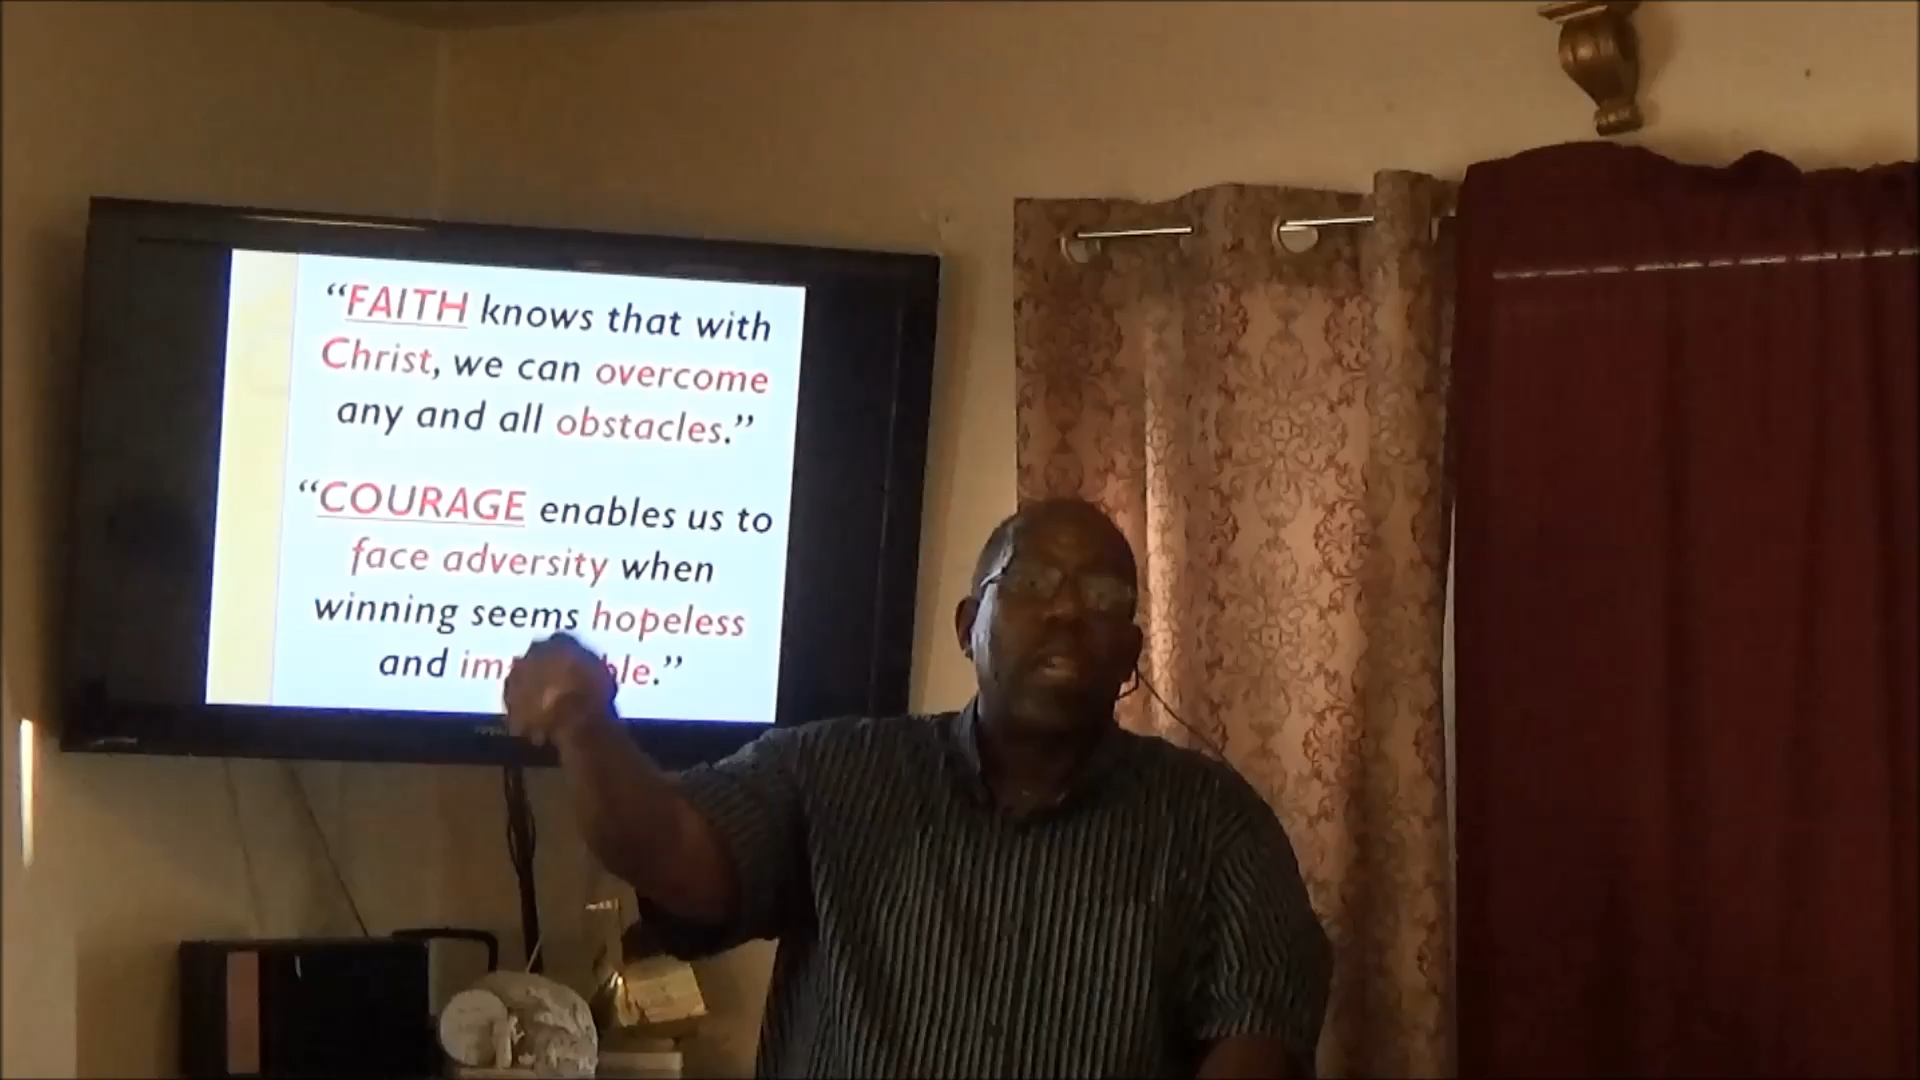 “FAITH knows that with
Christ, we can overcome
any and all obstacles.”
“COURAGE enables us to
face adversity when
winning seems hopeless
and